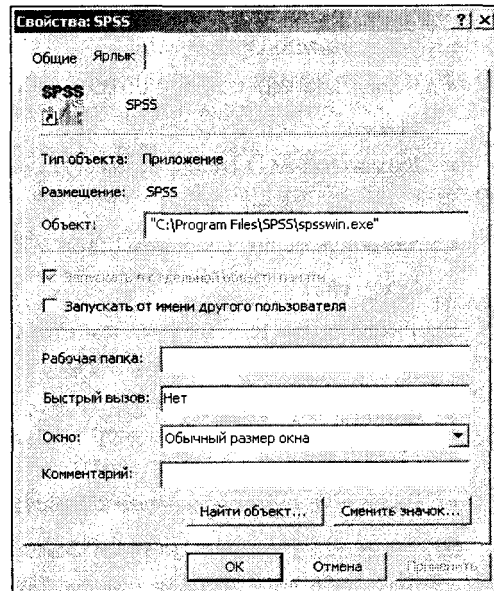 Свойства: SPSS
Общие Ярлык
SPSS
SPSS
Тип объекта: Приложение
Размещение: SPSS
Объект: "C:\Program Files\SPSS\spsswin.exe"
Запускать в отдельной области памяти
Запускать от имени другого пользователя
Рабочая папка:
Быстрый вызов: Нет
Окно: Обычный размер окна
Комментарий:
Найти объект... Сменить значок...
ОК Отмена Применить